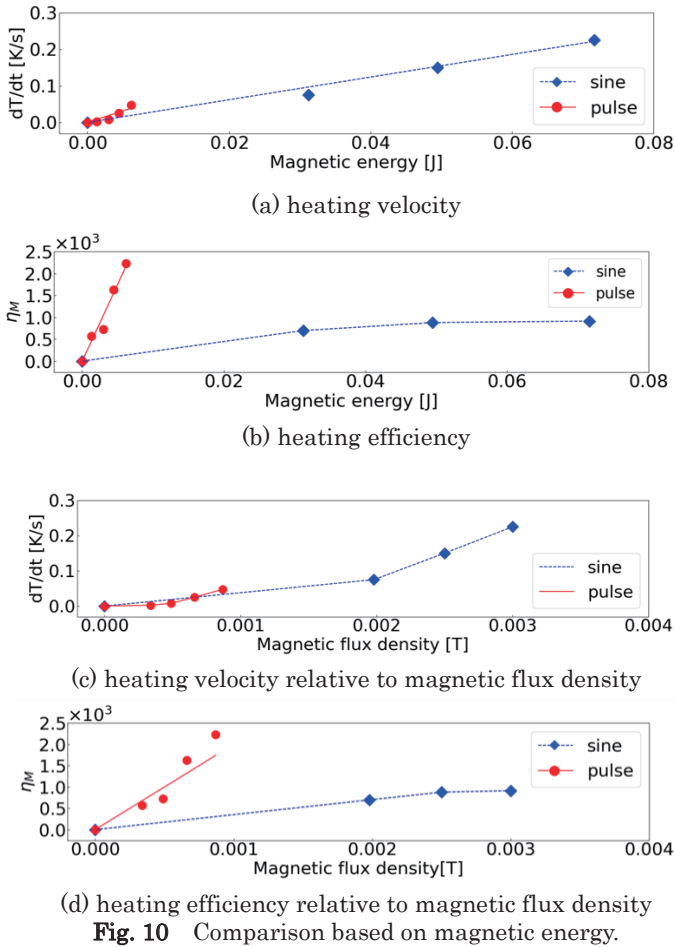 dT/dt [K/s]
0.3
0.2
0.1
0.0
sine
pulse
0.00 0.02 0.04 0.06 0.08
Magnetic energy [J]
(a) heating velocity
×10³
2.5
2.0
1.5
1.0
0.5
0.0
ηM
sine
pulse
0.00 0.02 0.04 0.06 0.08
Magnetic energy [J]
(b) heating efficiency
dT/dt [K/s]
0.3
0.2
0.1
0.0
sine
pulse
0.000 0.001 0.002 0.003 0.004
Magnetic flux density [T]
(c) heating velocity relative to magnetic flux density
×10³
2.5
2.0
1.5
1.0
0.5
0.0
ηM
sine
pulse
0.000 0.001 0.002 0.003 0.004
Magnetic flux density[T]
(d) heating efficiency relative to magnetic flux density
Fig. 10 Comparison based on magnetic energy.